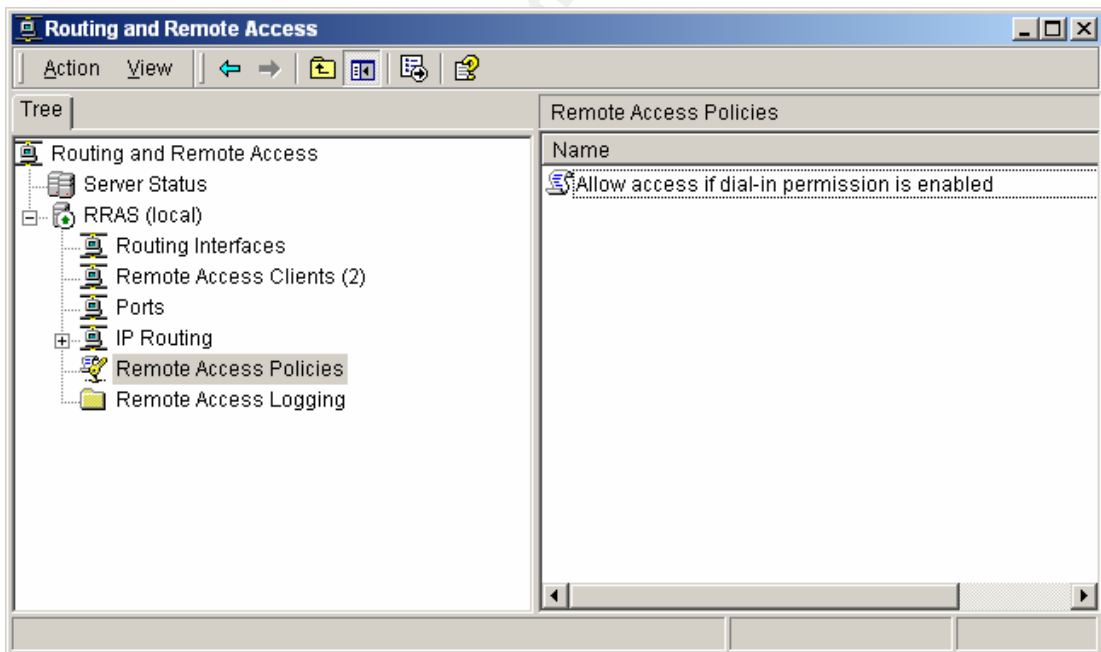 Routing and Remote Access
Action View
Tree
Remote Access Policies
Routing and Remote Access
Server Status
RRAS (local)
Routing Interfaces
Remote Access Clients (2)
Ports
IP Routing
Remote Access Policies
Remote Access Logging
Name
Allow access if dial-in permission is enabled